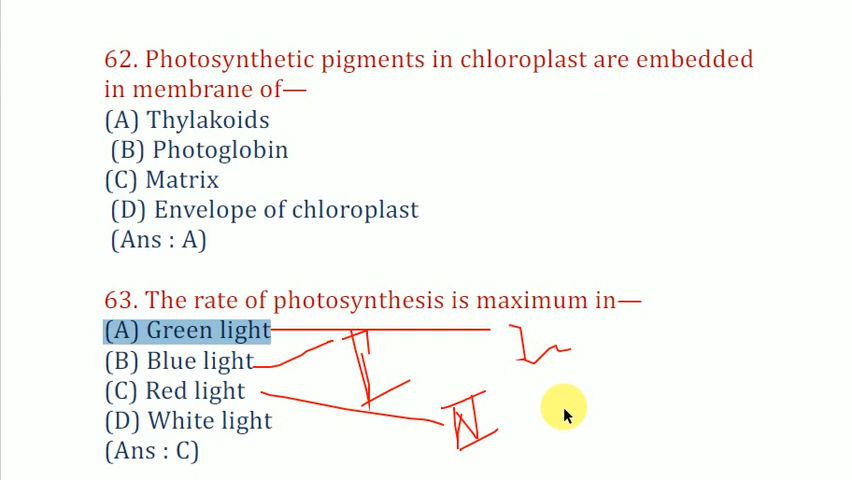 62. Photosynthetic pigments in chloroplast are embedded
in membrane of—
(A) Thylakoids
(B) Photoglobin
(C) Matrix
(D) Envelope of chloroplast
(Ans : A)
63. The rate of photosynthesis is maximum in—
(A) Green light
(B) Blue light
(C) Red light
(D) White light
(Ans : C)